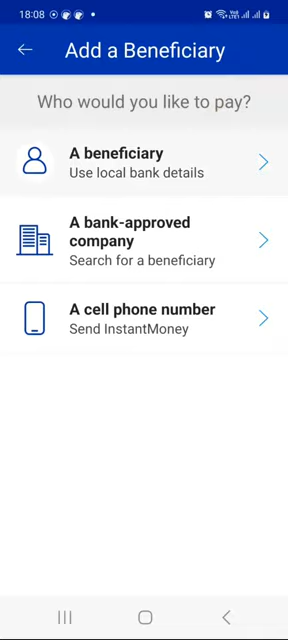 18:08
Add a Beneficiary
Who would you like to pay?
A beneficiary
Use local bank details
A bank-approved
company
Search for a beneficiary
A cell phone number
Send InstantMoney